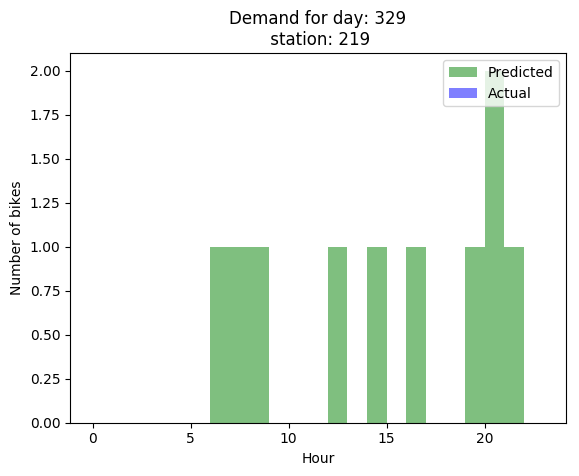 Demand for day: 329
station: 219
Predicted
Actual
2.00
1.75
1.50
1.25
1.00
0.75
0.50
0.25
0.00
Number of bikes
0 5 10 15 20
Hour